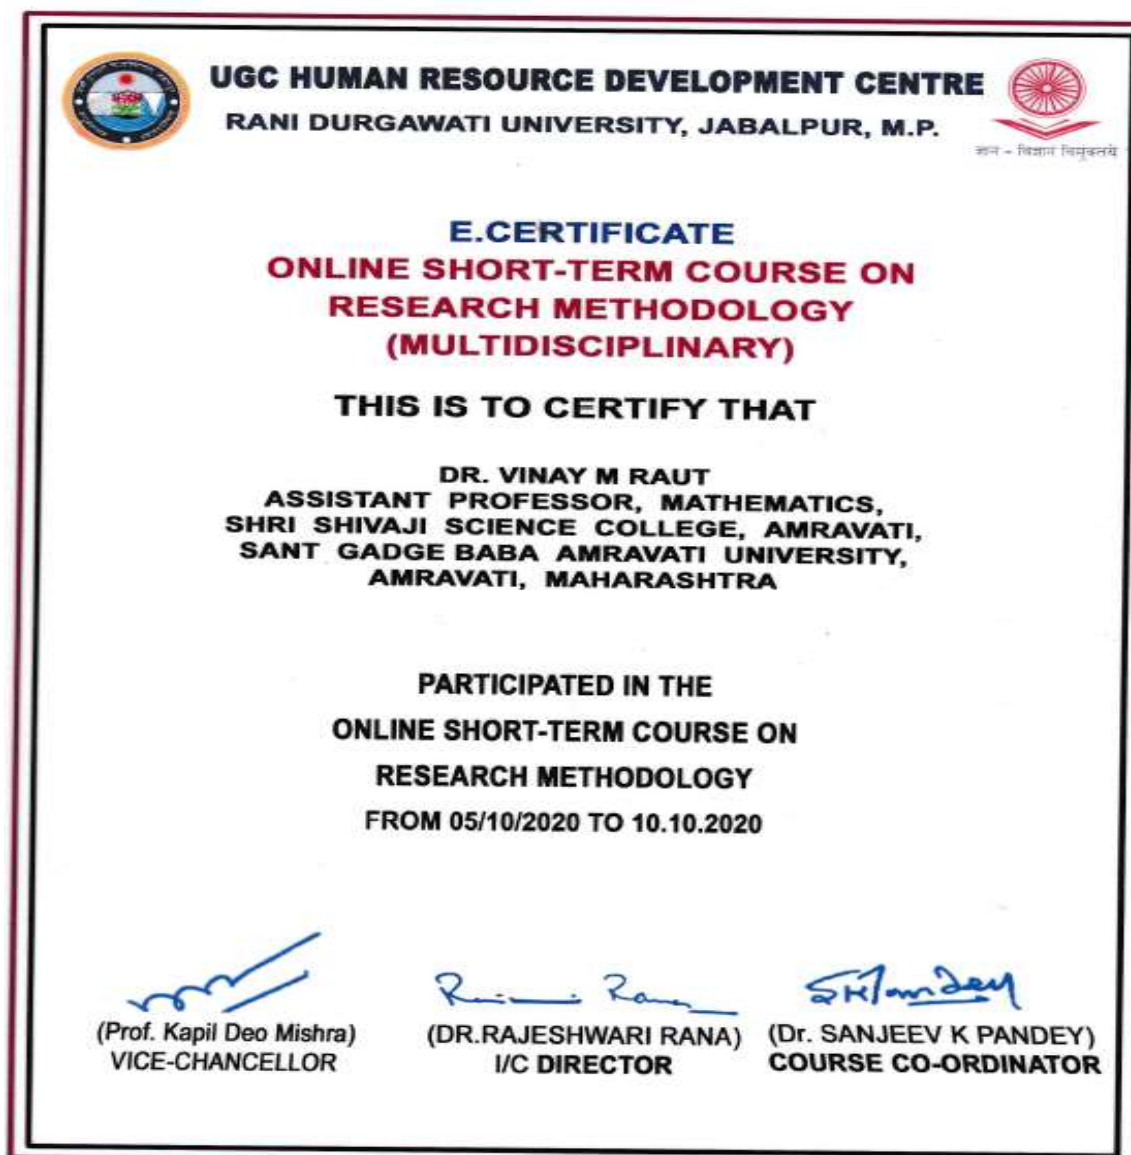 UGC HUMAN RESOURCE DEVELOPMENT CENTRE
RANI DURGAWATI UNIVERSITY, JABALPUR, M.P.
ज्ञान - विज्ञान विमुक्तये
E.CERTIFICATE
ONLINE SHORT-TERM COURSE ON
RESEARCH METHODOLOGY
(MULTIDISCIPLINARY)
THIS IS TO CERTIFY THAT
DR. VINAY M RAUT
ASSISTANT PROFESSOR, MATHEMATICS,
SHRI SHIVAJI SCIENCE COLLEGE, AMRAVATI,
SANT GADGE BABA AMRAVATI UNIVERSITY,
AMRAVATI, MAHARASHTRA
PARTICIPATED IN THE
ONLINE SHORT-TERM COURSE ON
RESEARCH METHODOLOGY
FROM 05/10/2020 TO 10.10.2020
(Prof. Kapil Deo Mishra) (DR.RAJESHWARI RANA) (Dr. SANJEEV K PANDEY)
VICE-CHANCELLOR I/C DIRECTOR COURSE CO-ORDINATOR